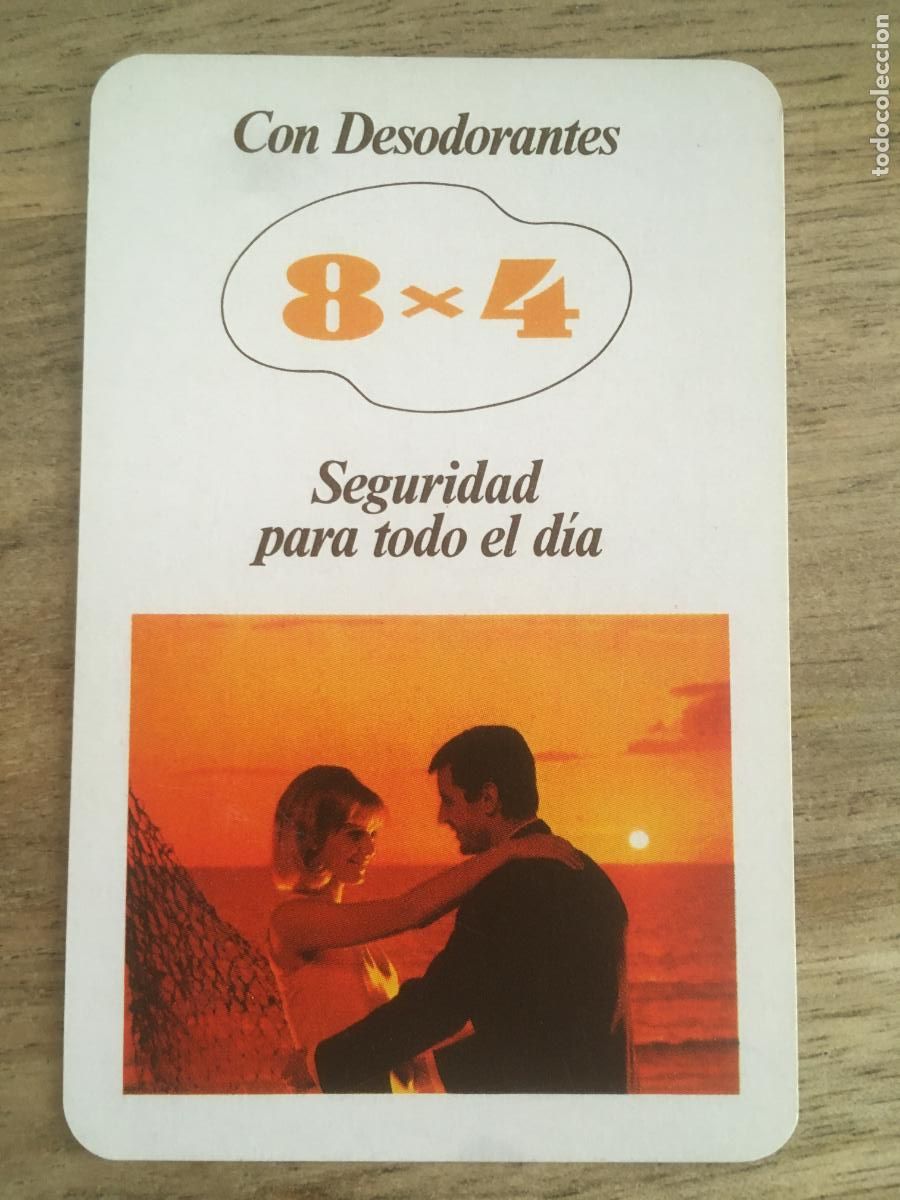 Con Desodorantes
8×4
Seguridad
para todo el día
todocoleccion